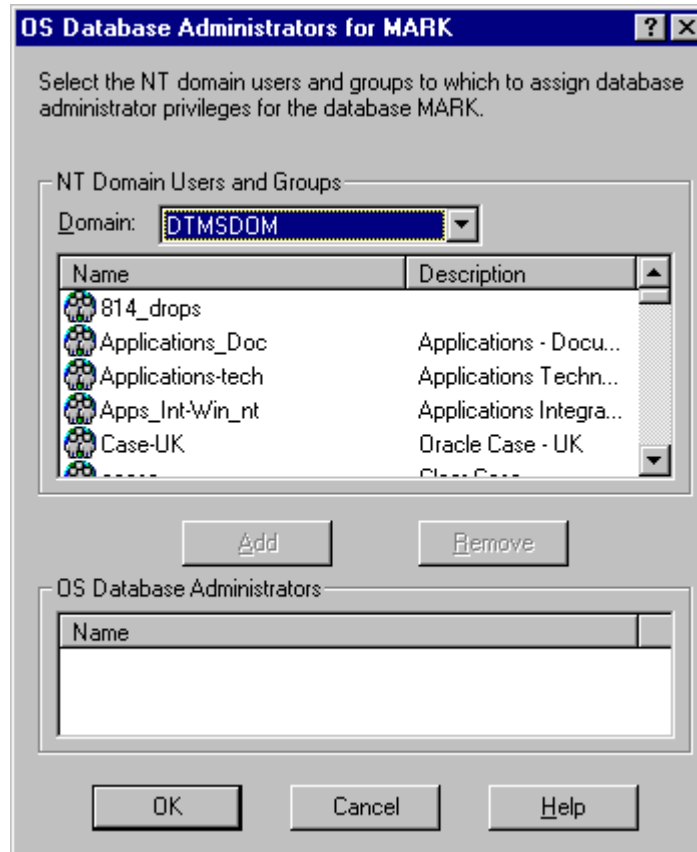 OS Database Administrators for MARK
Select the NT domain users and groups to which to assign database
administrator privileges for the database MARK.
NT Domain Users and Groups
Domain: DTMSDOM
Name Description
814_drops
Applications_Doc Applications - Docu...
Applications-tech Applications Techn...
Apps_Int-Win_nt Applications Integra...
Case-UK Oracle Case - UK
Add Remove
OS Database Administrators
Name
OK Cancel Help